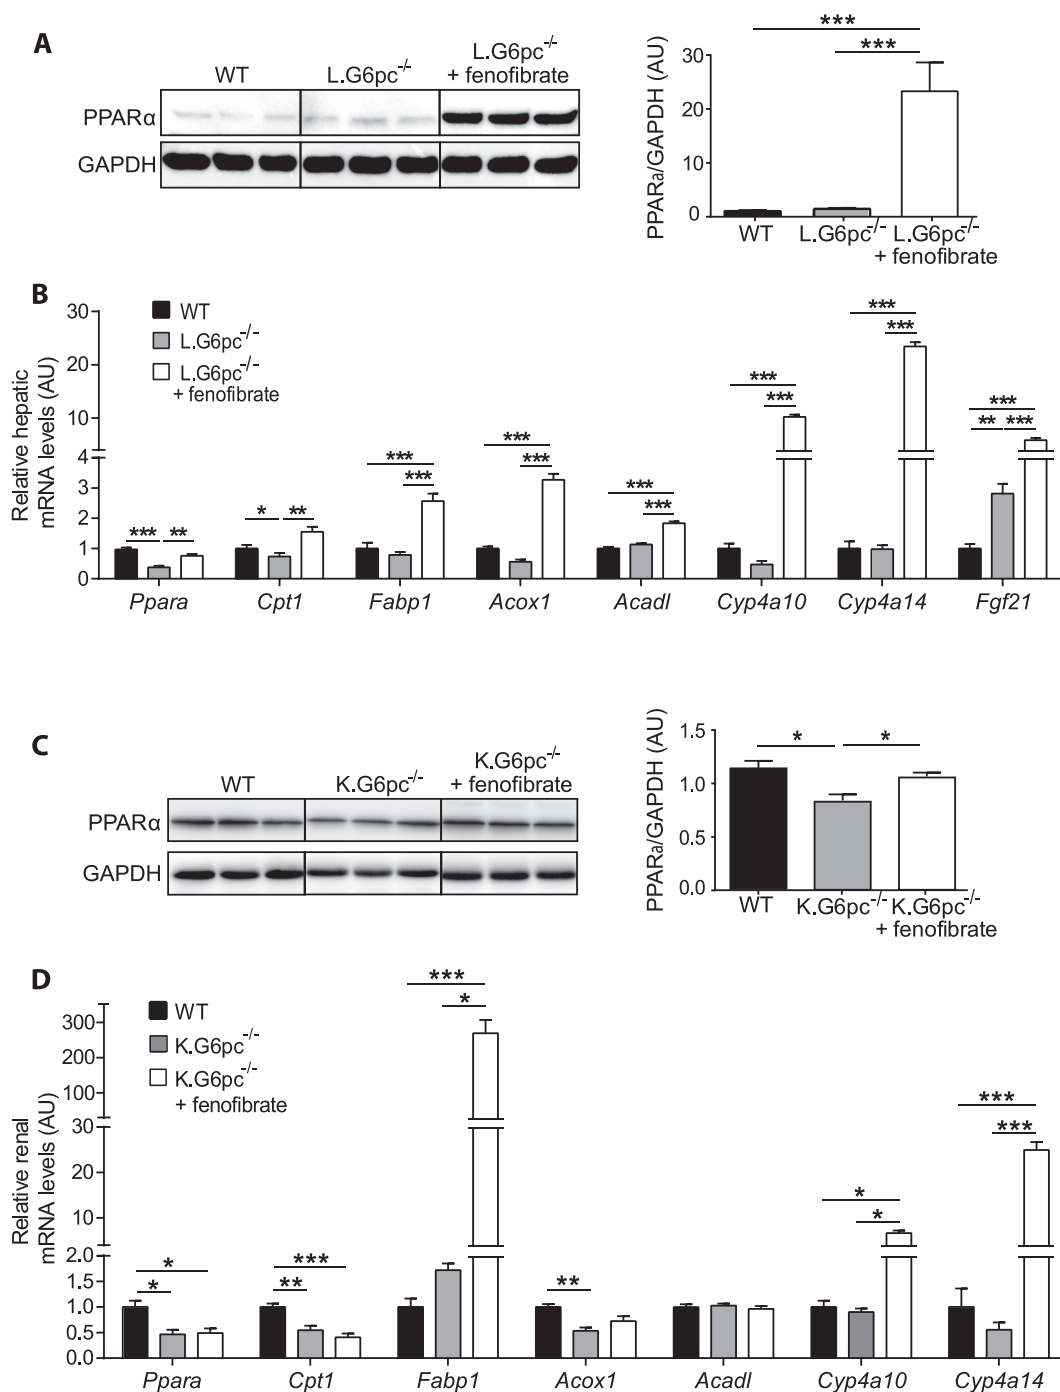 A
WT
L.G6pc-/-
L.G6pc-/-
+ fenofibrate
PPARα
GAPDH
PPARa/GAPDH (AU)
30
20
10
0
***
***
WT
L.G6pc-/-
L.G6pc-/-
+ fenofibrate
B
WT
L.G6pc-/-
L.G6pc-/-
+ fenofibrate
Relative hepatic
mRNA levels (AU)
30
20
10
4
3
2
1
0
*** **
* **
*** ***
*** ***
*** ***
*** ***
*** ***
*** ** ***
Ppara Cpt1 Fabp1 Acox1 Acadl Cyp4a10 Cyp4a14 Fgf21
C
WT
K.G6pc-/-
K.G6pc-/-
+ fenofibrate
PPARα
GAPDH
PPARa/GAPDH (AU)
1.5
1.0
0.5
0.0
* *
WT
K.G6pc-/-
K.G6pc-/-
+ fenofibrate
D
WT
K.G6pc-/-
K.G6pc-/-
+ fenofibrate
Relative renal
mRNA levels (AU)
300
200
100
30
20
10
2.0
1.5
1.0
0.5
0.0
* *
*** **
*** *
**
* *
*** ***
Ppara Cpt1 Fabp1 Acox1 Acadl Cyp4a10 Cyp4a14